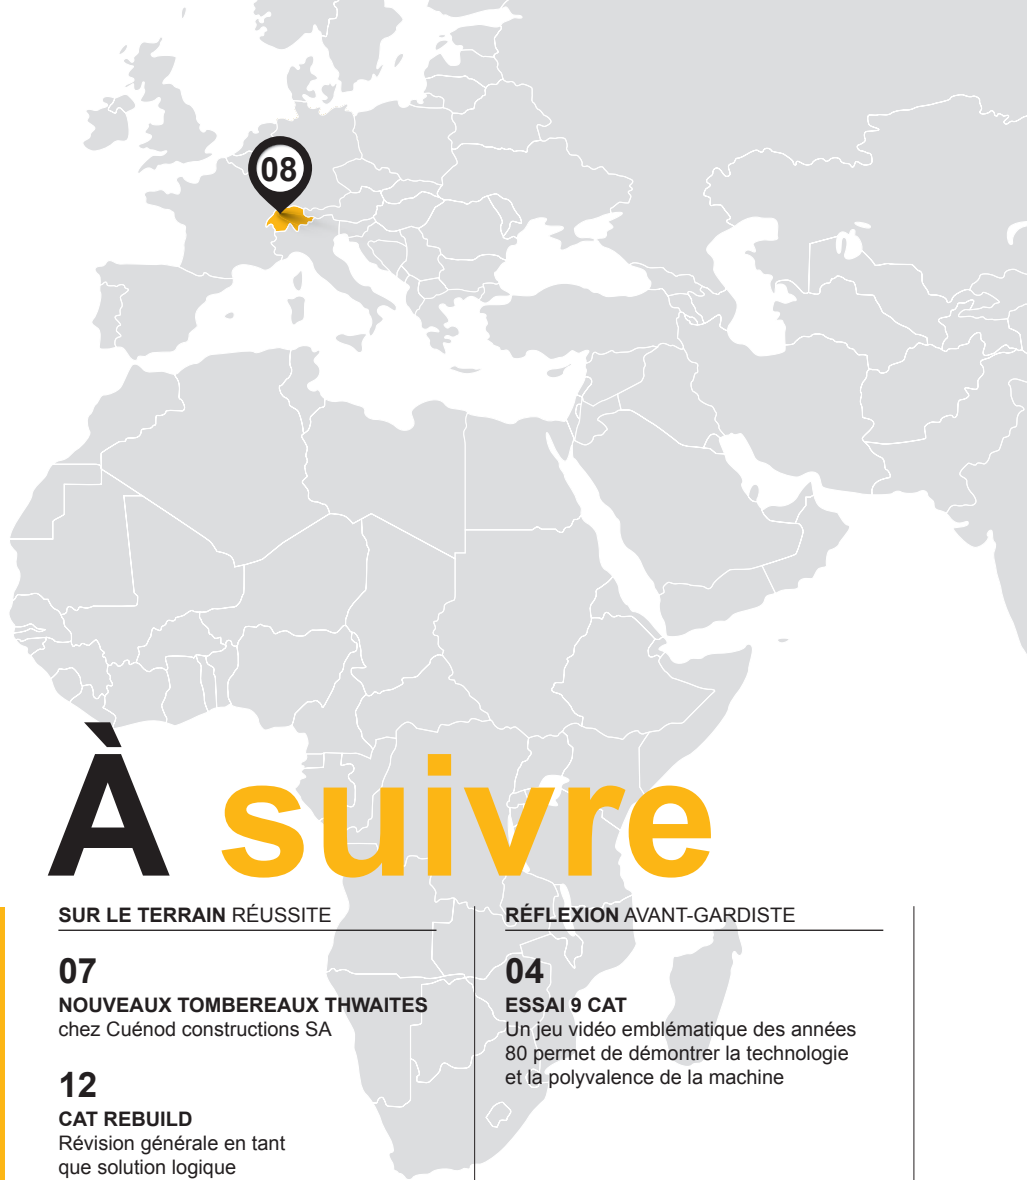 08
À suivre
SUR LE TERRAIN RÉUSSITE
07
NOUVEAUX TOMBEREAUX THWAITES
chez Cuénod constructions SA
12
CAT REBUILD
Révision générale en tant
que solution logique
RÉFLEXION AVANT-GARDISTE
04
ESSAI 9 CAT
Un jeu vidéo emblématique des années
80 permet de démontrer la technologie
et la polyvalence de la machine